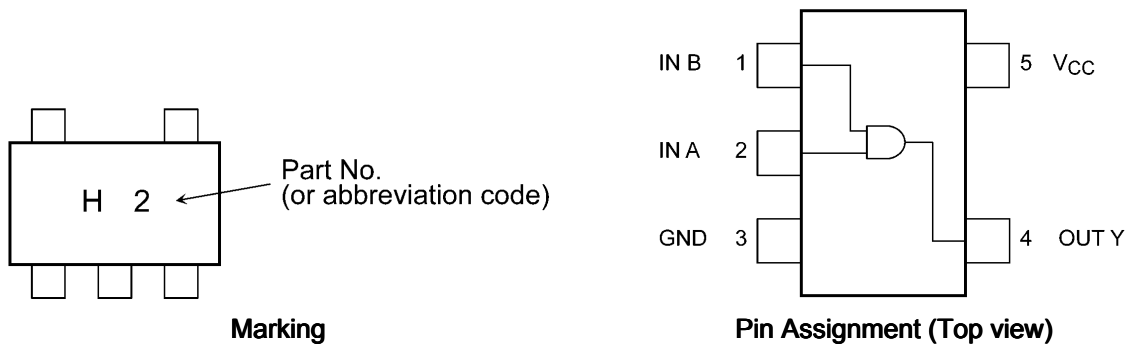 H 2
Part No.
(or abbreviation code)
Marking
IN B 1
IN A 2
GND 3
5 VCC
4 OUT Y
Pin Assignment (Top view)